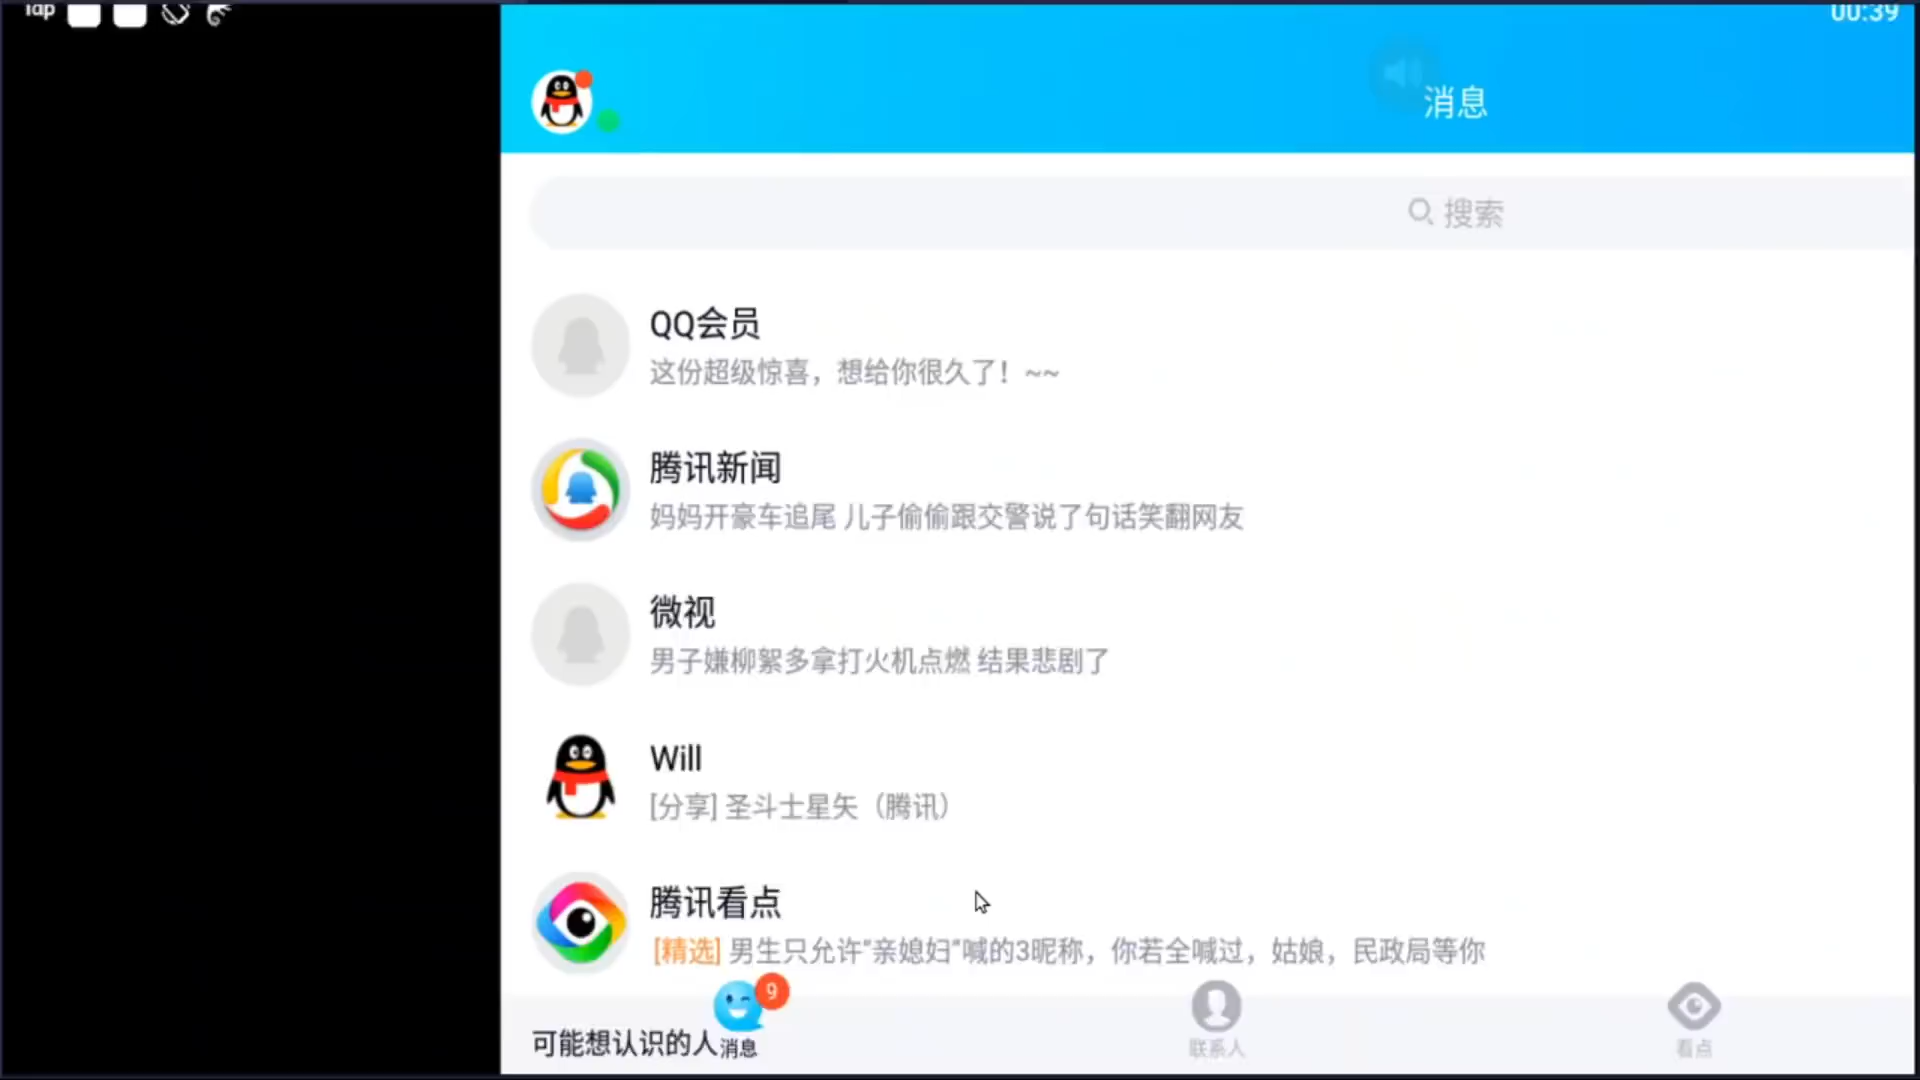 Tap
00:39
消息
搜索
QQ会员
这份超级惊喜，想给你很久了！~~
腾讯新闻
妈妈开豪车追尾 儿子偷偷跟交警说了句话笑翻网友
微视
男子嫌柳絮多拿打火机点燃 结果悲剧了
Will
[分享] 圣斗士星矢（腾讯）
腾讯看点
[精选] 男生只允许"亲媳妇"喊的3昵称，你若全喊过，姑娘，民政局等你
9
可能想认识的人
消息
联系人
看点